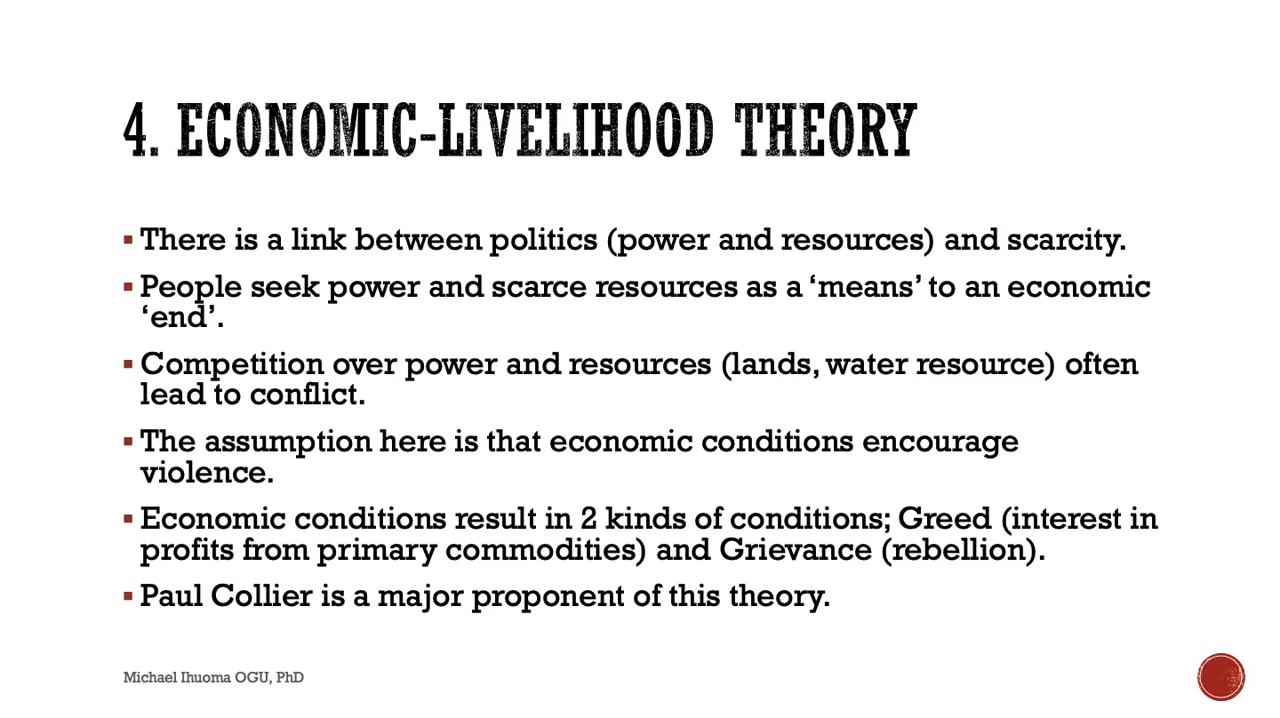 4. ECONOMIC-LIVELIHOOD THEORY
▪ There is a link between politics (power and resources) and scarcity.
▪ People seek power and scarce resources as a ‘means’ to an economic
‘end’.
▪ Competition over power and resources (lands, water resource) often
lead to conflict.
▪ The assumption here is that economic conditions encourage
violence.
▪ Economic conditions result in 2 kinds of conditions; Greed (interest in
profits from primary commodities) and Grievance (rebellion).
▪ Paul Collier is a major proponent of this theory.
Michael Ihuoma OGU, PhD